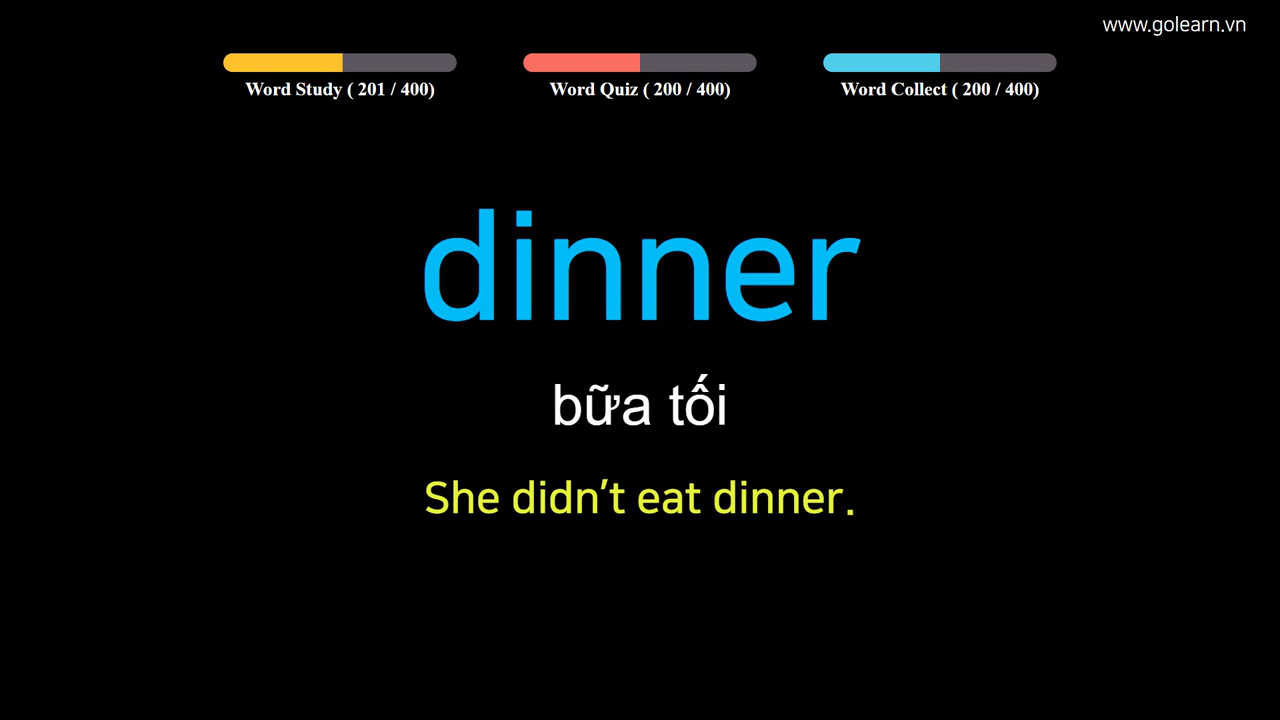 www.golearn.vn
Word Study ( 201 / 400)
Word Quiz ( 200 / 400)
Word Collect ( 200 / 400)
dinner
bữa tối
She didn’t eat dinner.